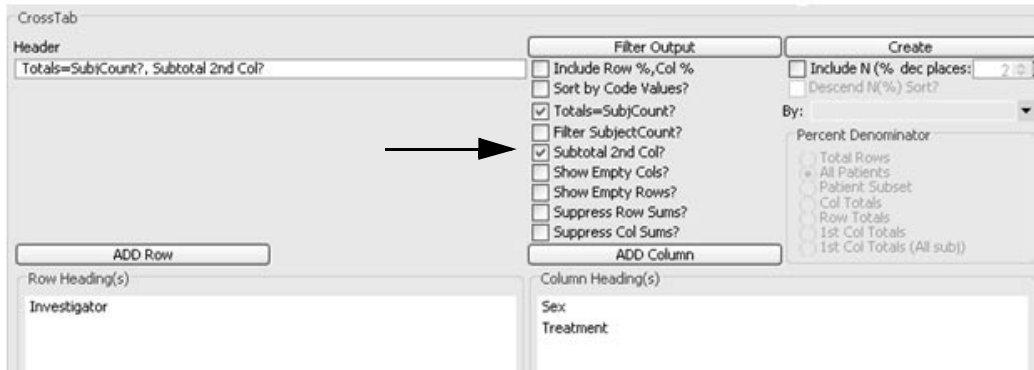 CrossTab
Header
Totals=SubjCount?, Subtotal 2nd Col?
Filter Output
Include Row %,Col %
Sort by Code Values?
Totals=SubjCount?
Filter SubjectCount?
Subtotal 2nd Col?
Show Empty Cols?
Show Empty Rows?
Suppress Row Sums?
Suppress Col Sums?
Create
Include N (% dec places: 2
Descend N(%) Sort?
By:
Percent Denominator
Total Rows
All Patients
Patient Subset
Col Totals
Row Totals
1st Col Totals
1st Col Totals (All subj)
ADD Row
ADD Column
Row Heading(s)
Investigator
Column Heading(s)
Sex
Treatment